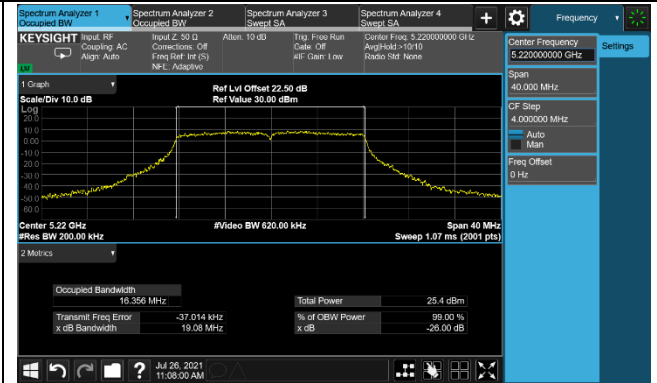 Spectrum Analyzer 1
Occupied BW
Spectrum Analyzer 2
Occupied BW
Spectrum Analyzer 3
Swept SA
Spectrum Analyzer 4
Swept SA
+
Frequency
KEYSIGHT
Input: RF
Coupling: AC
Align: Auto
Input Z: 50 Ω
Corrections: Off
Freq Ref: Int (S)
NFE: Adaptive
Atten: 10 dB
Trig: Free Run
Gate: Off
#IF Gain: Low
Center Freq: 5.220000000 GHz
Avg|Hold:>10/10
Radio Std: None
LV
Center Frequency
5.220000000 GHz
Settings
Span
40.000 MHz
CF Step
4.000000 MHz
Auto
Man
Freq Offset
0 Hz
1 Graph
Scale/Div 10.0 dB
Ref Lvl Offset 22.50 dB
Ref Value 30.00 dBm
Log
20.0
10.0
0.00
-10.0
-20.0
-30.0
-40.0
-50.0
-60.0
Center 5.22 GHz
#Video BW 620.00 kHz
Span 40 MHz
#Res BW 200.00 kHz
Sweep 1.07 ms (2001 pts)
2 Metrics
Occupied Bandwidth
16.356 MHz
Total Power 25.4 dBm
Transmit Freq Error -37.014 kHz
% of OBW Power 99.00 %
x dB Bandwidth 19.08 MHz
x dB -26.00 dB
?
Jul 26, 2021
11:08:00 AM